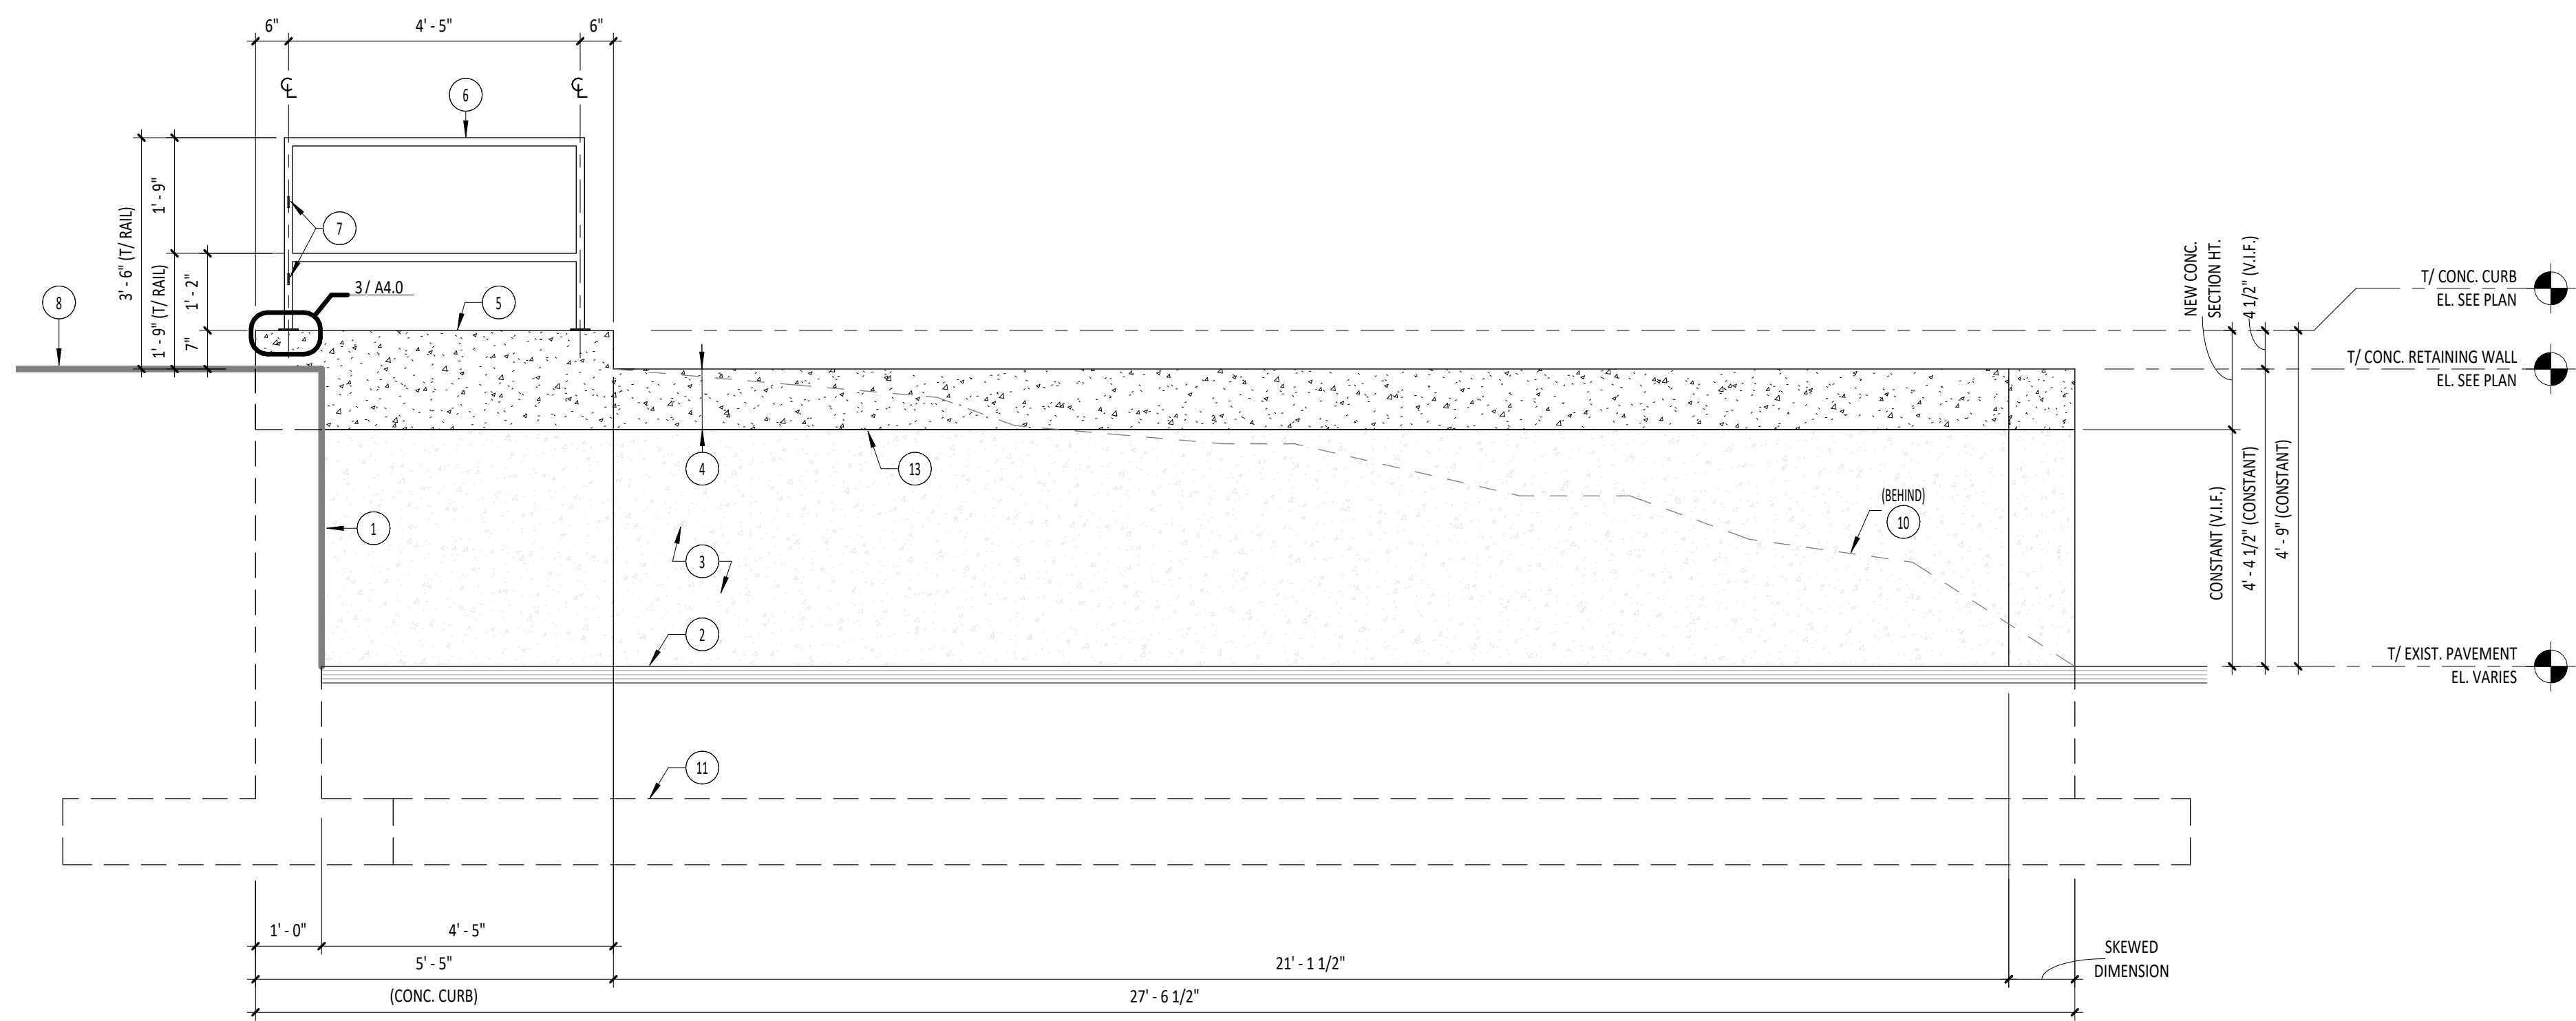 6"
4' - 5"
6"
℄
℄
6
3' - 6" (T/ RAIL)
1' - 9"
1' - 9" (T/ RAIL)
1' - 2"
7"
7
3 / A4.0
8
5
NEW CONC.
SECTION HT.
4 1/2" (V.I.F.)
T/ CONC. CURB
EL. SEE PLAN
T/ CONC. RETAINING WALL
EL. SEE PLAN
4
13
1
(BEHIND)
10
3
CONSTANT (V.I.F.)
4' - 4 1/2" (CONSTANT)
4' - 9" (CONSTANT)
2
T/ EXIST. PAVEMENT
EL. VARIES
11
1' - 0"
4' - 5"
5' - 5"
21' - 1 1/2"
SKEWED
DIMENSION
(CONC. CURB)
27' - 6 1/2"